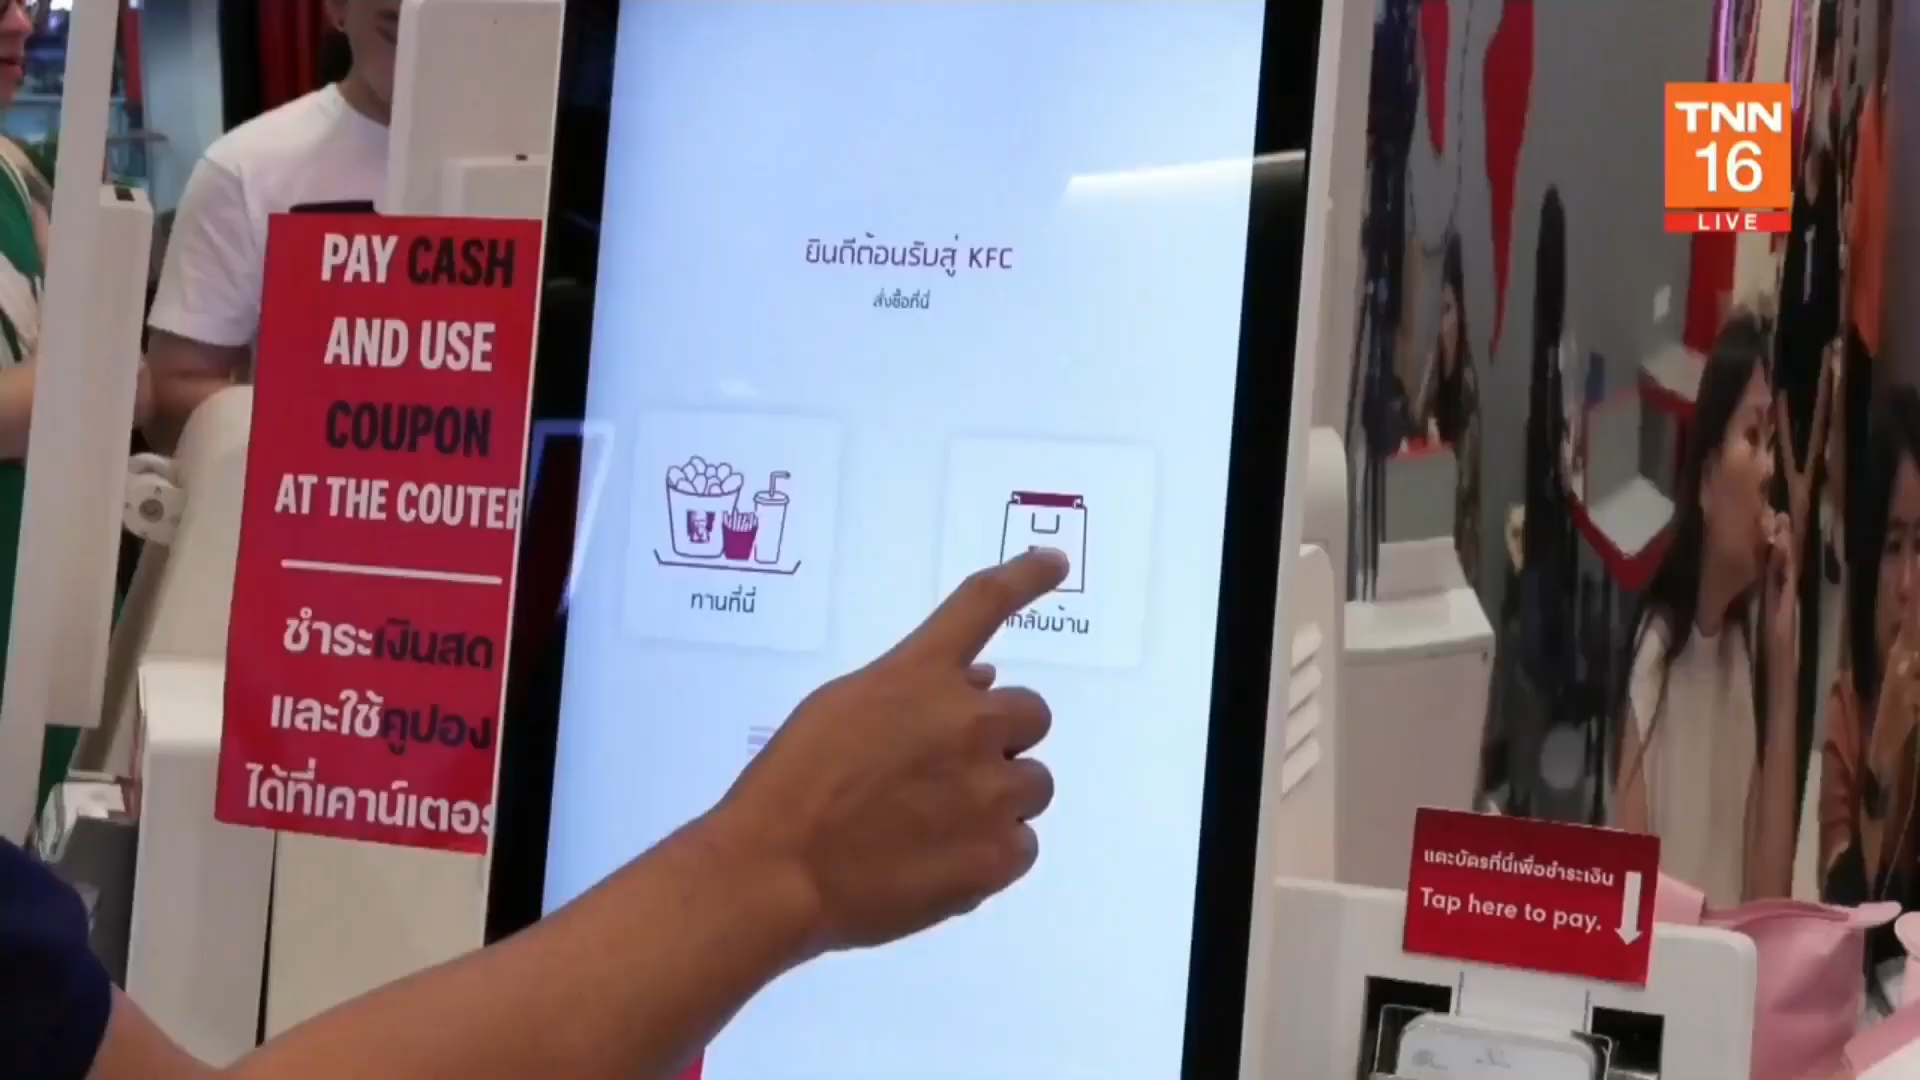 TNN
16
LIVE
PAY CASH
AND USE
COUPON
AT THE COUTER
ชำระเงินสด
และใช้คูปอง
ได้ที่เคาน์เตอร์
ยินดีต้อนรับสู่ KFC
สั่งซื้อที่นี่
ทานที่นี่
กลับบ้าน
แตะบัตรที่นี่เพื่อชำระเงิน
Tap here to pay.